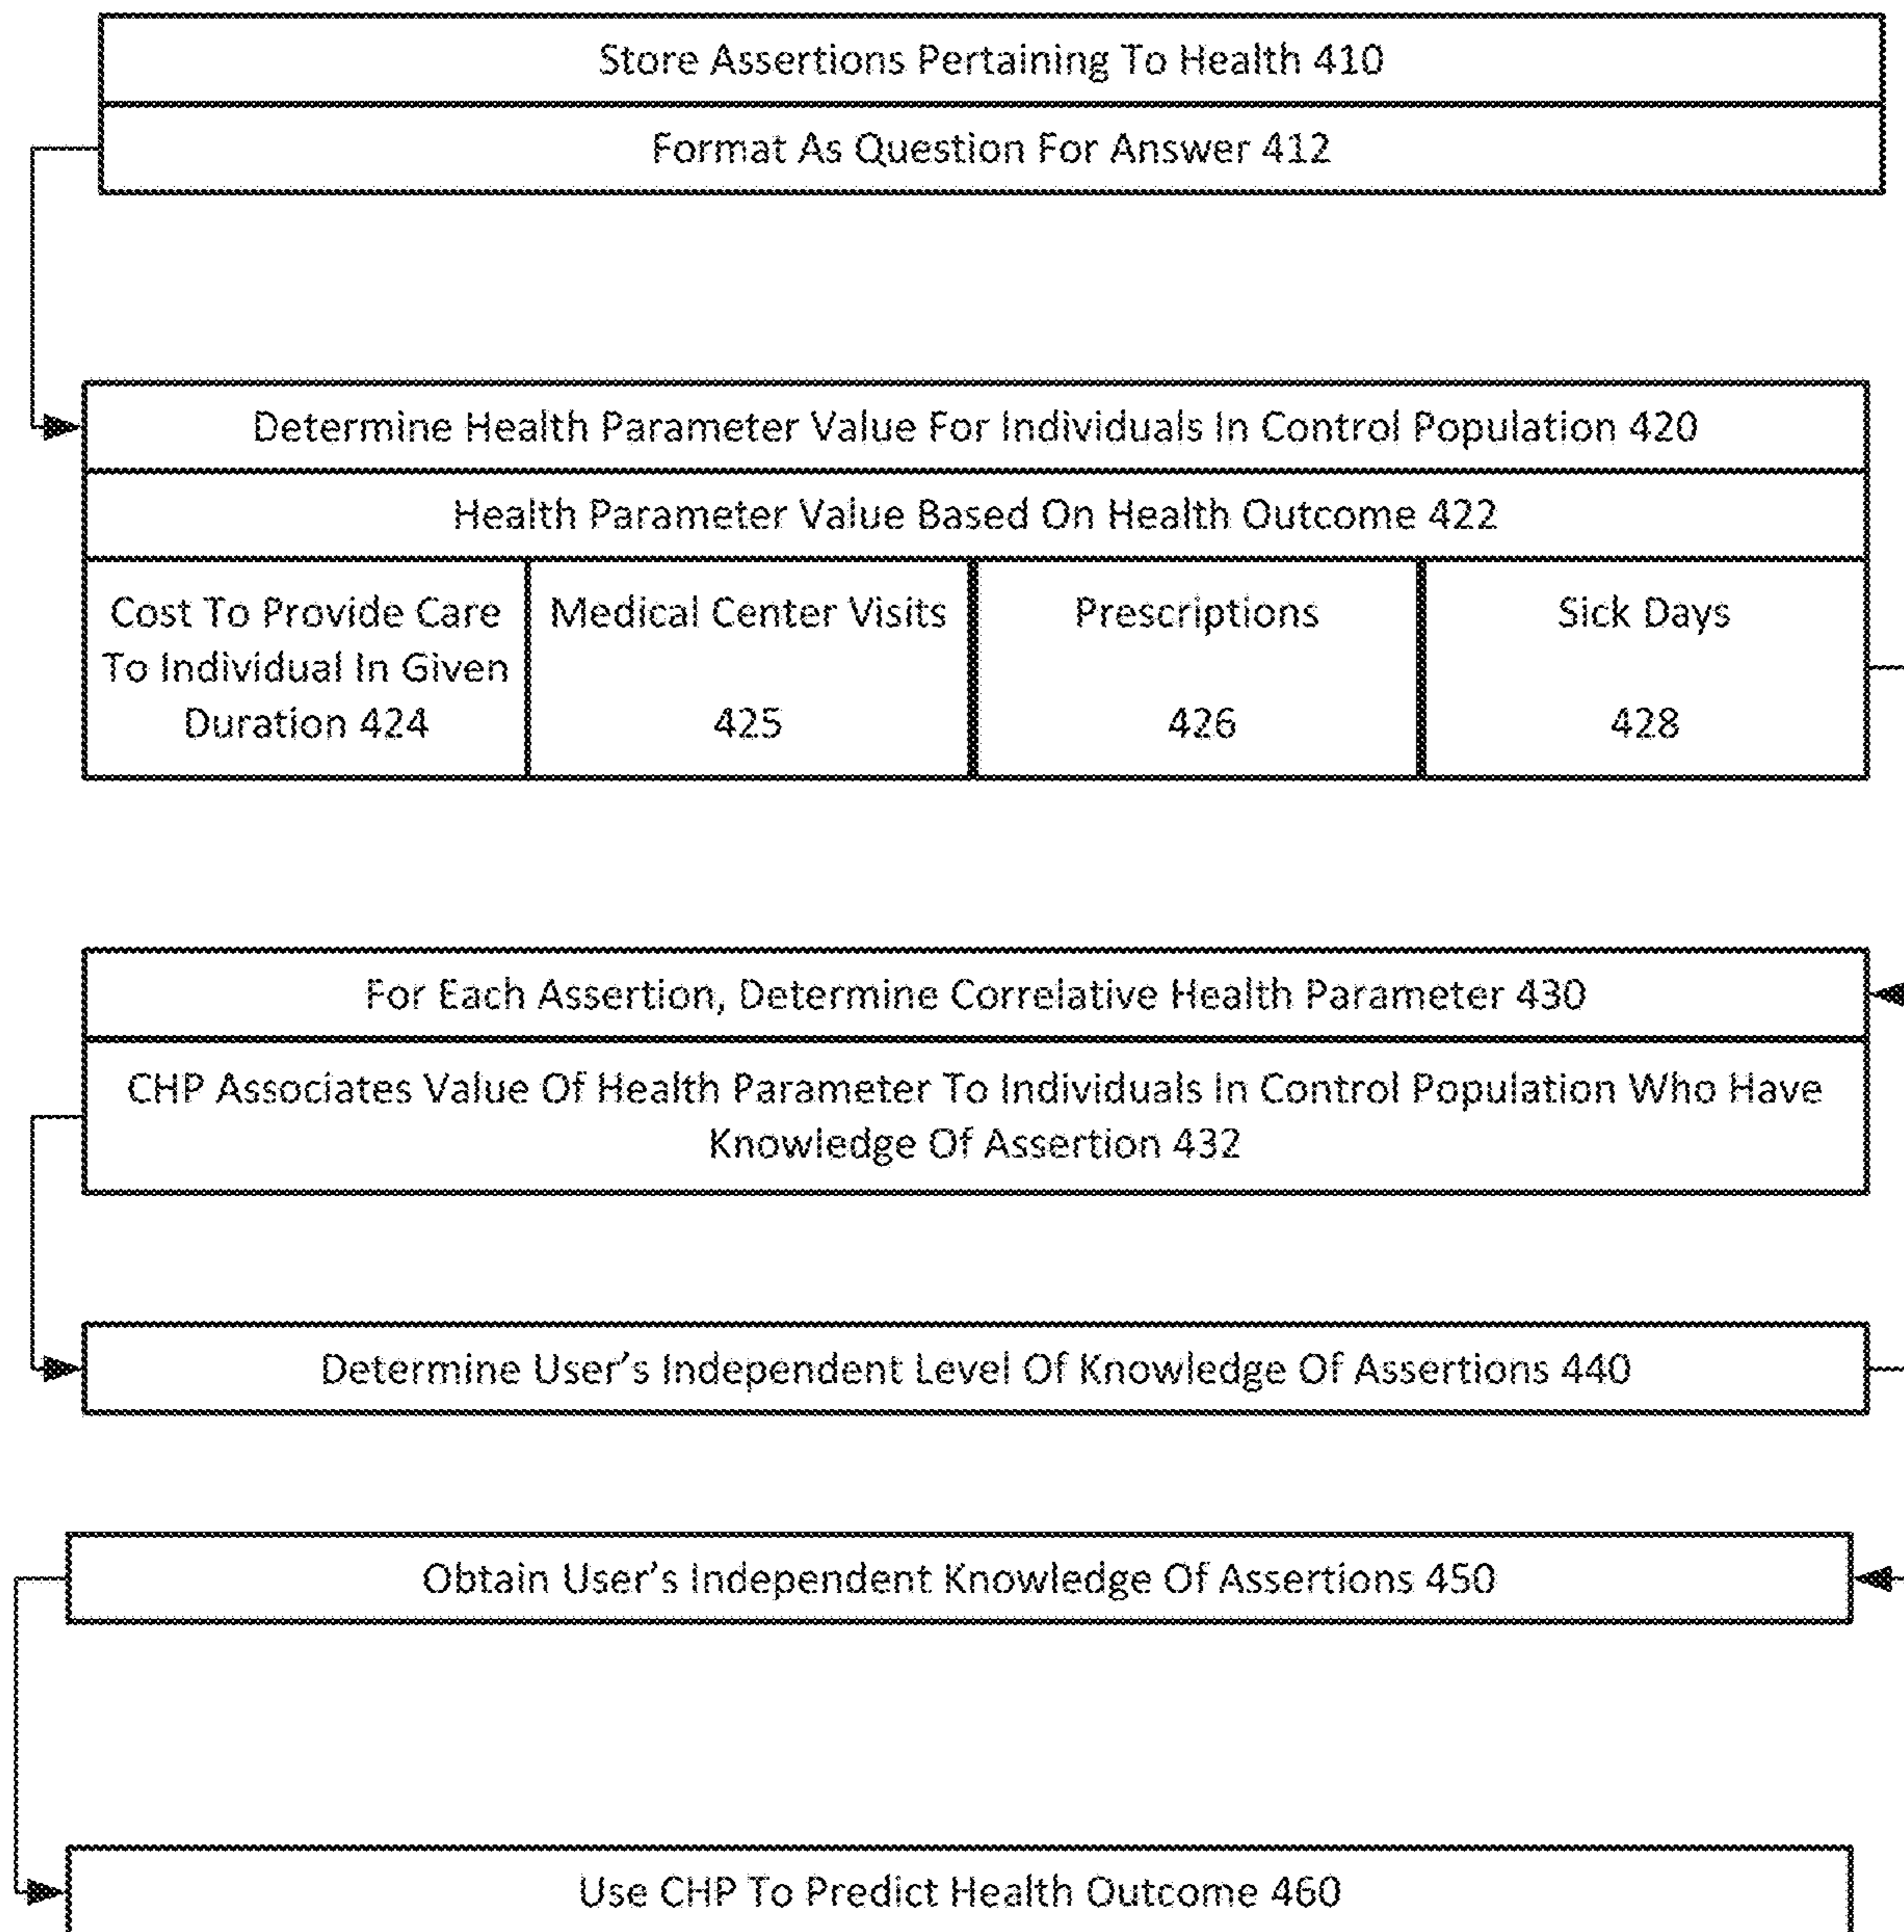 Store Assertions Pertaining To Health 410
Format As Question For Answer 412
Determine Health Parameter Value For Individuals In Control Population 420
Health Parameter Value Based On Health Outcome 422
Cost To Provide Care
To Individual In Given
Duration 424
Medical Center Visits
425
Prescriptions
426
Sick Days
428
For Each Assertion, Determine Correlative Health Parameter 430
CHP Associates Value Of Health Parameter To Individuals In Control Population Who Have
Knowledge Of Assertion 432
Determine User's Independent Level Of Knowledge Of Assertions 440
Obtain User's Independent Knowledge Of Assertions 450
Use CHP To Predict Health Outcome 460